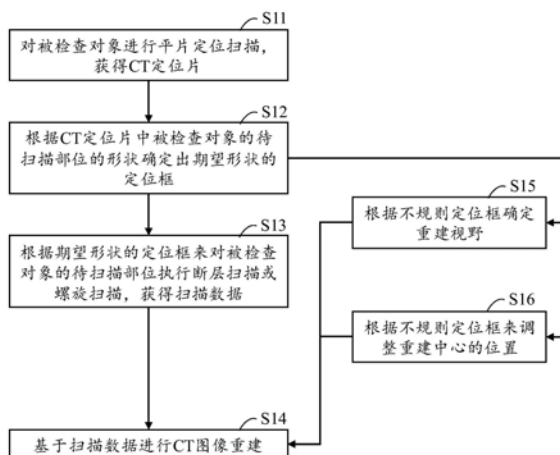 S11
对被检查对象进行平片定位扫描，
获得CT定位片
S12
根据CT定位片中被检查对象的待
扫描部位的形状确定出期望形状的
定位框
S13
根据期望形状的定位框来对被检查
对象的待扫描部位执行断层扫描或
螺旋扫描，获得扫描数据
S15
根据不规则定位框确定
重建视野
S16
根据不规则定位框来调
整重建中心的位置
S14
基于扫描数据进行CT图像重建